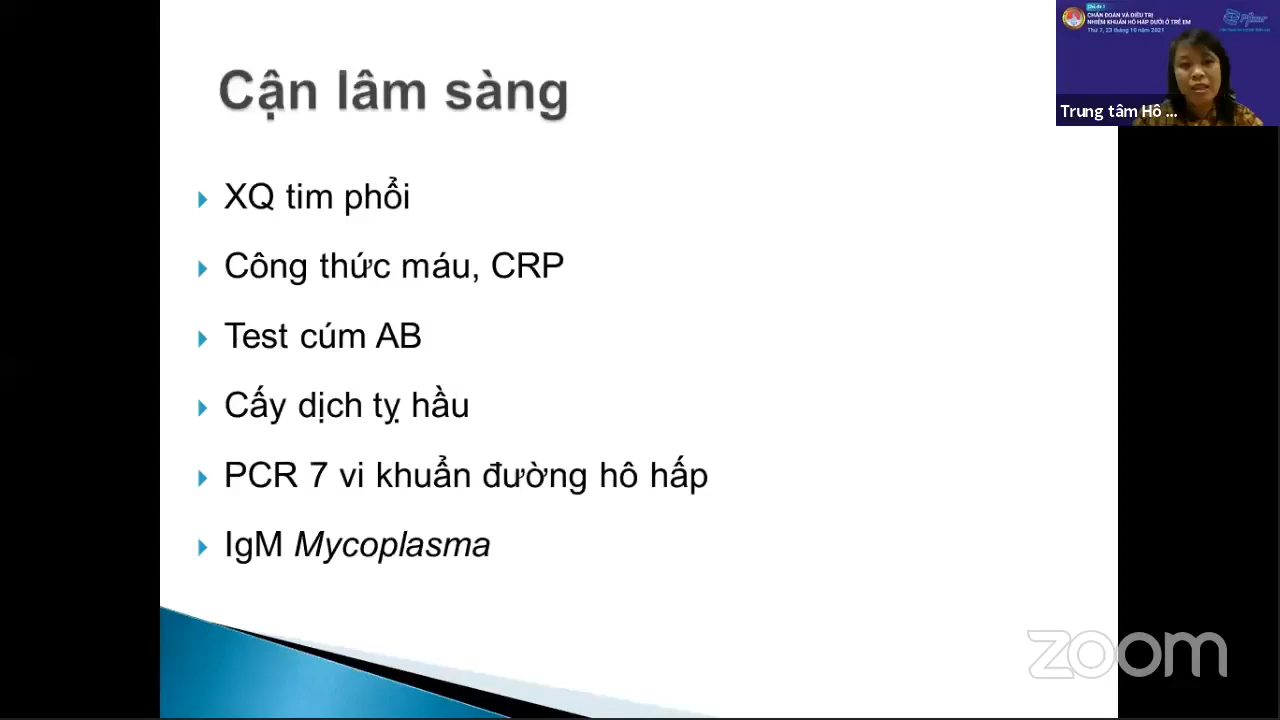 Cận lâm sàng
XQ tim phổi
Công thức máu, CRP
Test cúm AB
Cấy dịch tỵ hầu
PCR 7 vi khuẩn đường hô hấp
IgM Mycoplasma
CHẨN ĐOÁN VÀ ĐIỀU TRỊ
NHIỄM KHUẨN HÔ HẤP DƯỚI Ở TRẺ EM
Thứ 7, 23 tháng 10 năm 2021
Pfizer
Trung tâm Hô ...
zoom